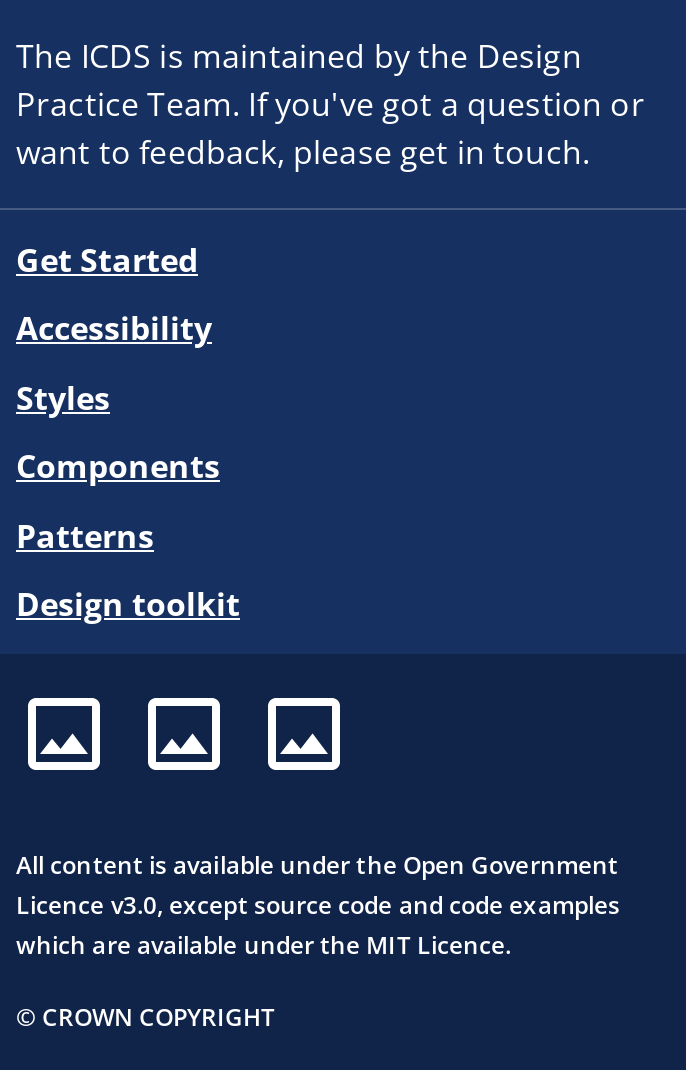 The ICDS is maintained by the Design
Practice Team. If you've got a question or
want to feedback, please get in touch.
Get Started
Accessibility
Styles
Components
Patterns
Design toolkit
All content is available under the Open Government
Licence v3.0, except source code and code examples
which are available under the MIT Licence.
© CROWN COPYRIGHT